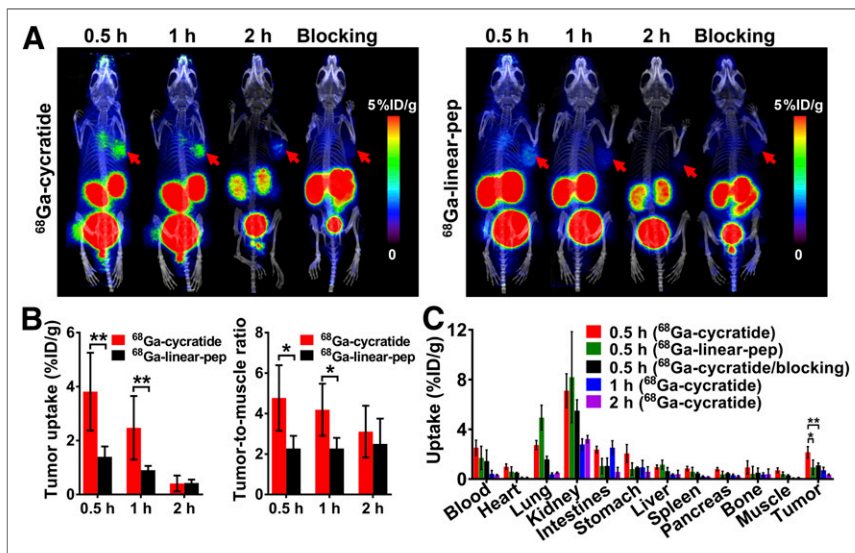 A
0.5 h 1 h 2 h Blocking
⁶⁸Ga-cycratide
5%ID/g
0
0.5 h 1 h 2 h Blocking
⁶⁸Ga-linear-pep
5%ID/g
0
B
Tumor uptake (%ID/g)
6
4
2
0
**
**
⁶⁸Ga-cycratide
⁶⁸Ga-linear-pep
0.5 h 1 h 2 h
Tumor-to-muscle ratio
8
6
4
2
0
*
*
⁶⁸Ga-cycratide
⁶⁸Ga-linear-pep
0.5 h 1 h 2 h
C
Uptake (%ID/g)
12
8
4
0
0.5 h (⁶⁸Ga-cycratide)
0.5 h (⁶⁸Ga-linear-pep)
0.5 h (⁶⁸Ga-cycratide/blocking)
1 h (⁶⁸Ga-cycratide)
2 h (⁶⁸Ga-cycratide)
**
*
Blood
Heart
Lung
Kidney
Intestines
Stomach
Liver
Spleen
Pancreas
Bone
Muscle
Tumor